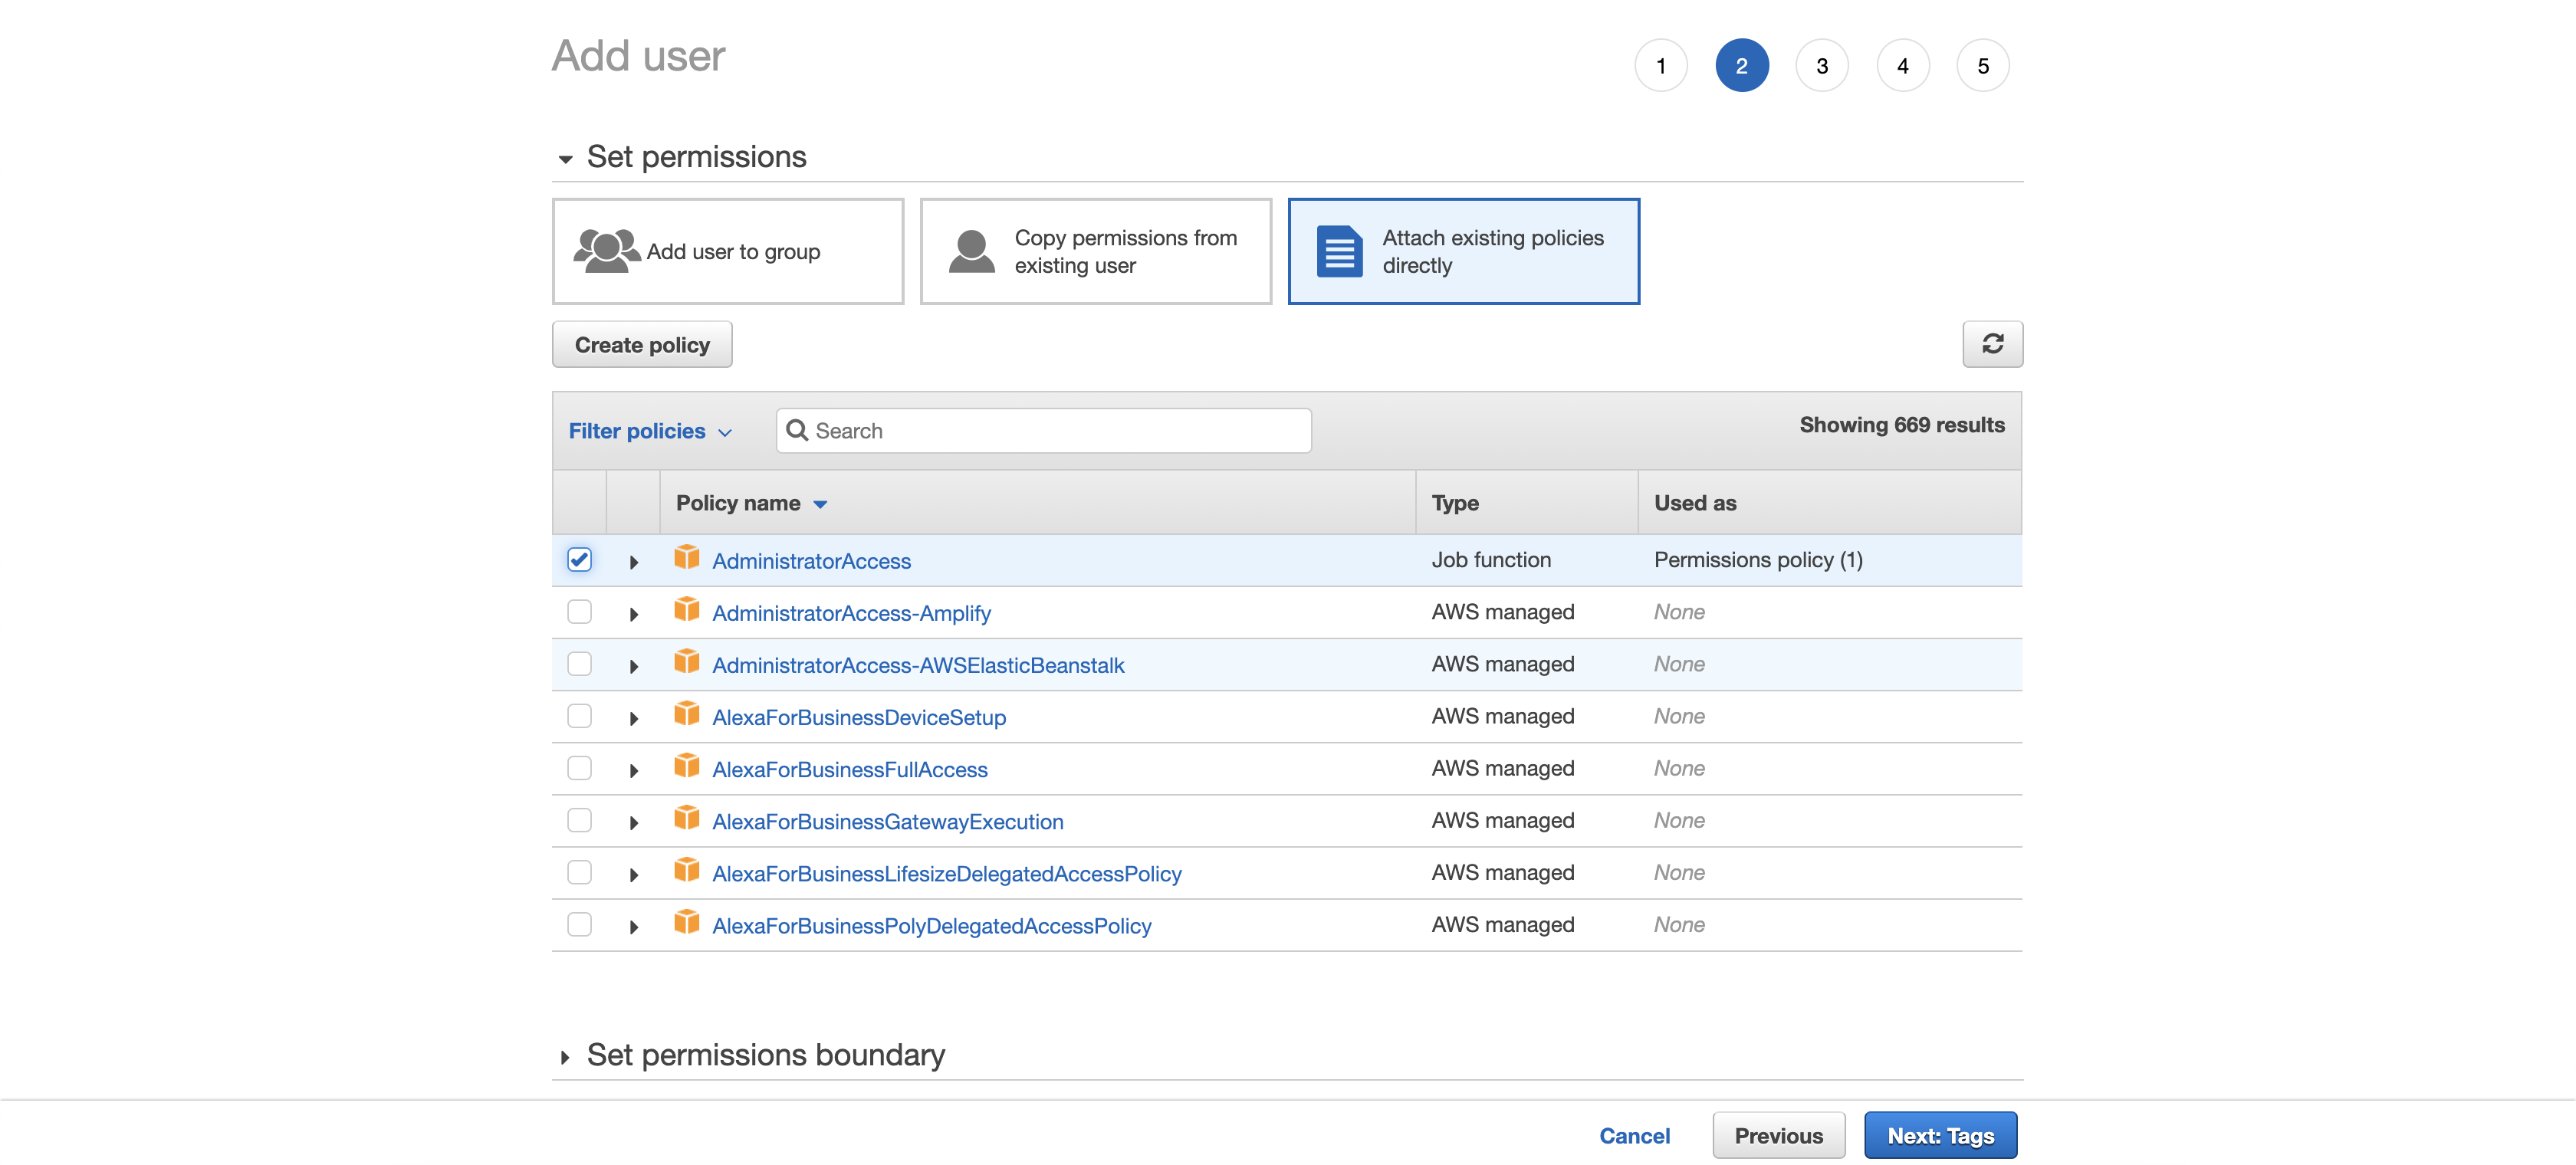 Add user
1 2 3 4 5
Set permissions
Add user to group
Copy permissions from
existing user
Attach existing policies
directly
Create policy
Filter policies
Search
Showing 669 results
Policy name Type Used as
AdministratorAccess Job function Permissions policy (1)
AdministratorAccess-Amplify AWS managed None
AdministratorAccess-AWSElasticBeanstalk AWS managed None
AlexaForBusinessDeviceSetup AWS managed None
AlexaForBusinessFullAccess AWS managed None
AlexaForBusinessGatewayExecution AWS managed None
AlexaForBusinessLifesizeDelegatedAccessPolicy AWS managed None
AlexaForBusinessPolyDelegatedAccessPolicy AWS managed None
Set permissions boundary
Cancel Previous Next: Tags